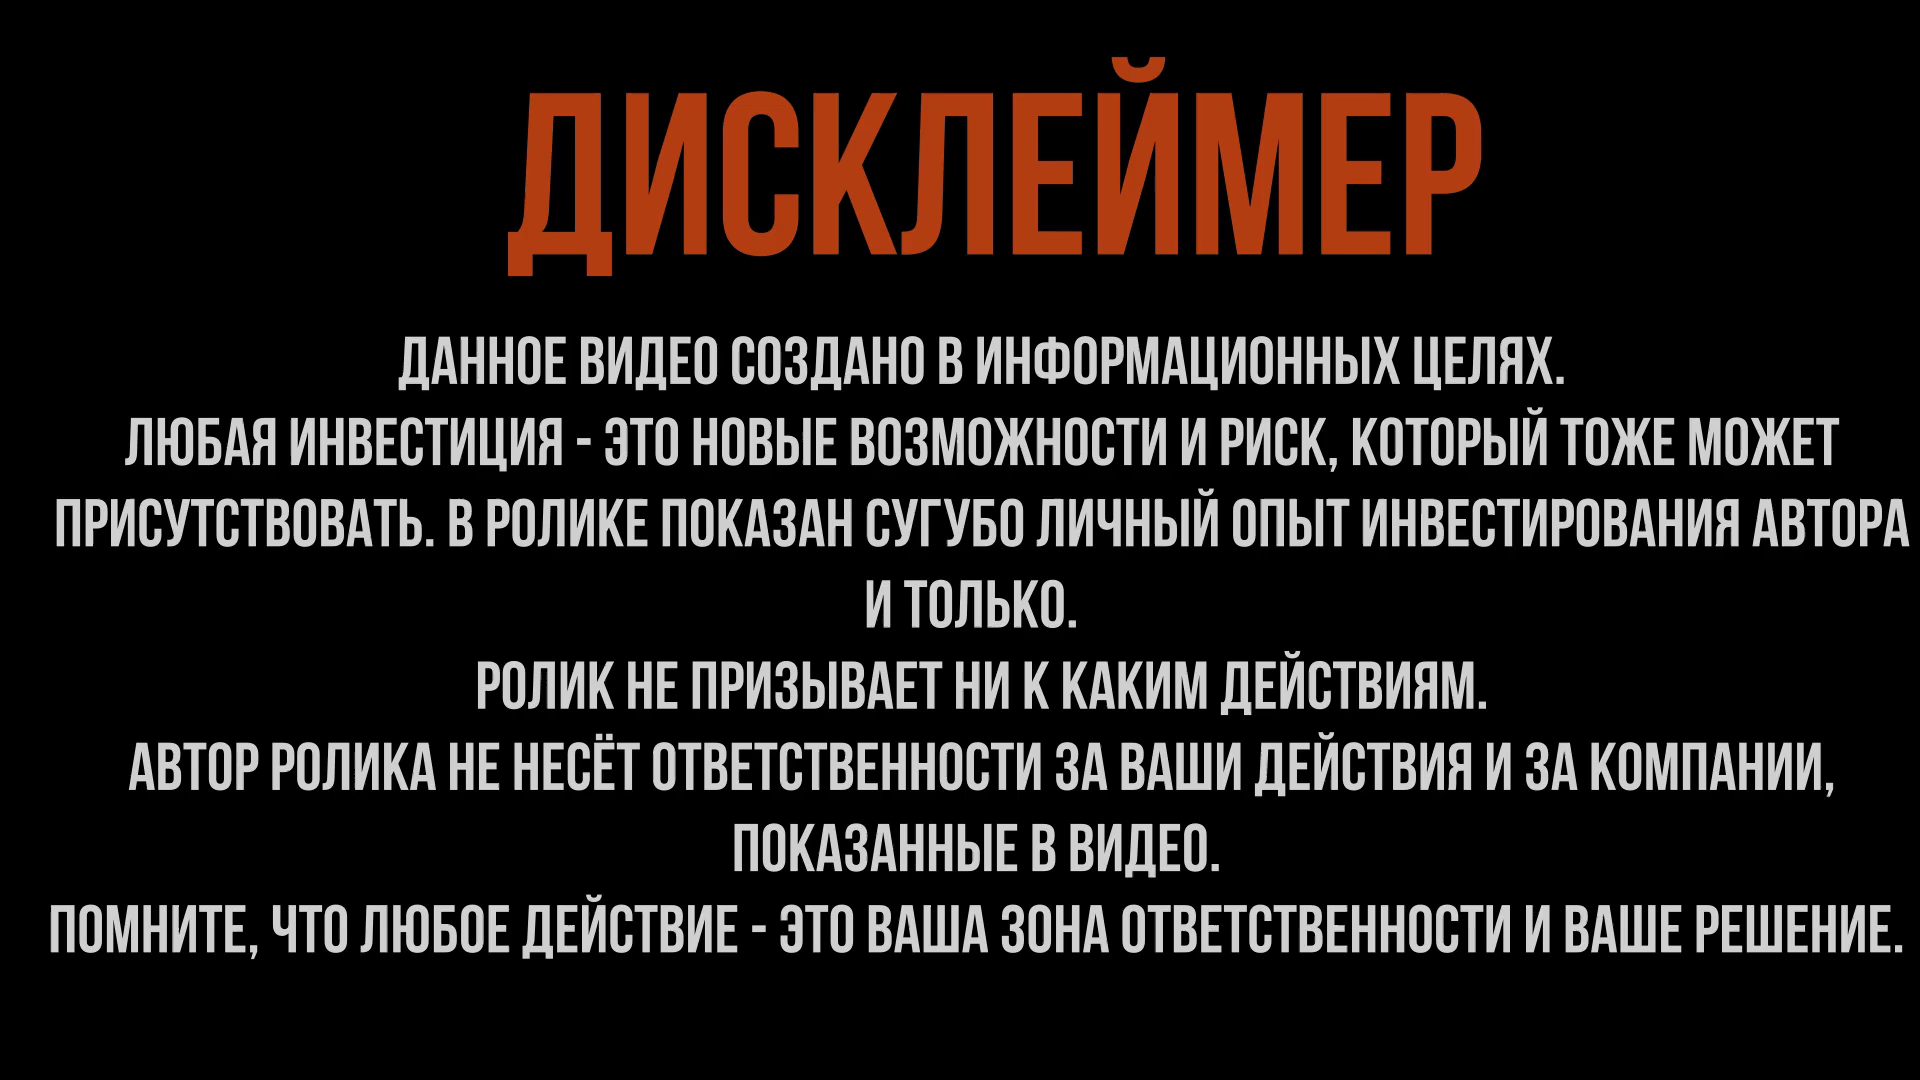 ДИСКЛЕЙМЕР
ДАННОЕ ВИДЕО СОЗДАНО В ИНФОРМАЦИОННЫХ ЦЕЛЯХ.
ЛЮБАЯ ИНВЕСТИЦИЯ - ЭТО НОВЫЕ ВОЗМОЖНОСТИ И РИСК, КОТОРЫЙ ТОЖЕ МОЖЕТ
ПРИСУТСТВОВАТЬ. В РОЛИКЕ ПОКАЗАН СУГУБО ЛИЧНЫЙ ОПЫТ ИНВЕСТИРОВАНИЯ АВТОРА
И ТОЛЬКО.
РОЛИК НЕ ПРИЗЫВАЕТ НИ К КАКИМ ДЕЙСТВИЯМ.
АВТОР РОЛИКА НЕ НЕСЁТ ОТВЕТСТВЕННОСТИ ЗА ВАШИ ДЕЙСТВИЯ И ЗА КОМПАНИИ,
ПОКАЗАННЫЕ В ВИДЕО.
ПОМНИТЕ, ЧТО ЛЮБОЕ ДЕЙСТВИЕ - ЭТО ВАША ЗОНА ОТВЕТСТВЕННОСТИ И ВАШЕ РЕШЕНИЕ.